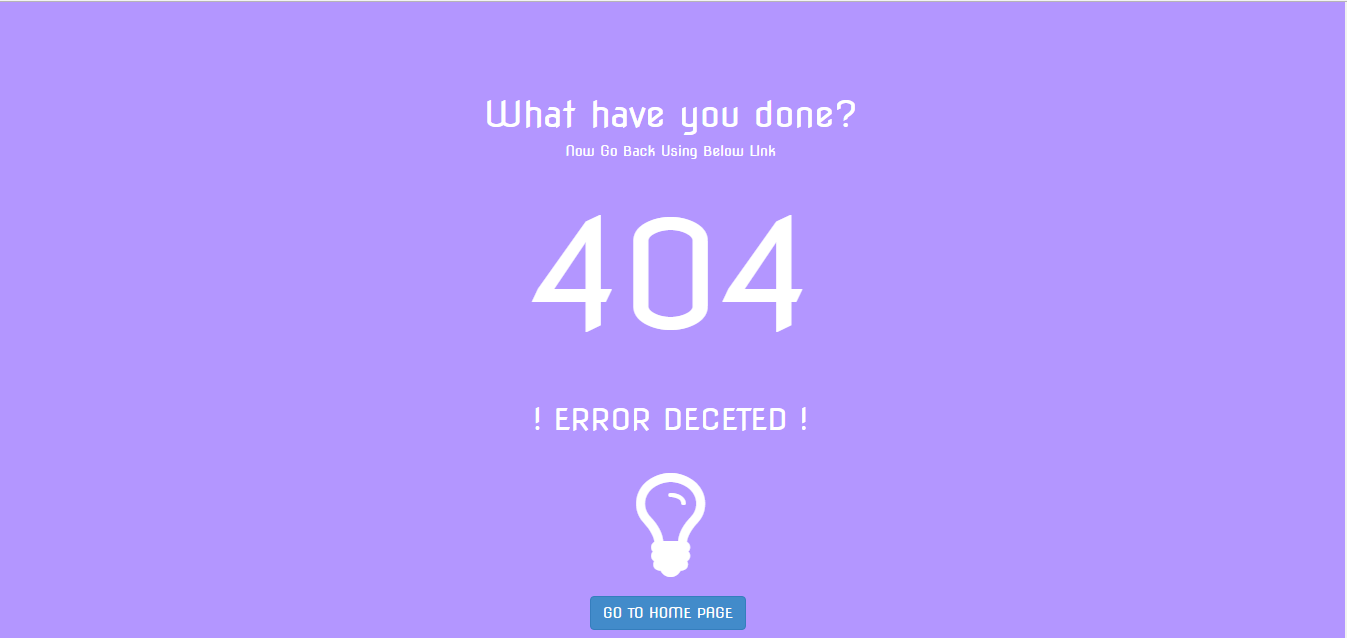 What have you done?
Now Go Back Using Below LInk
404
! ERROR DECETED !
GO TO HOME PAGE